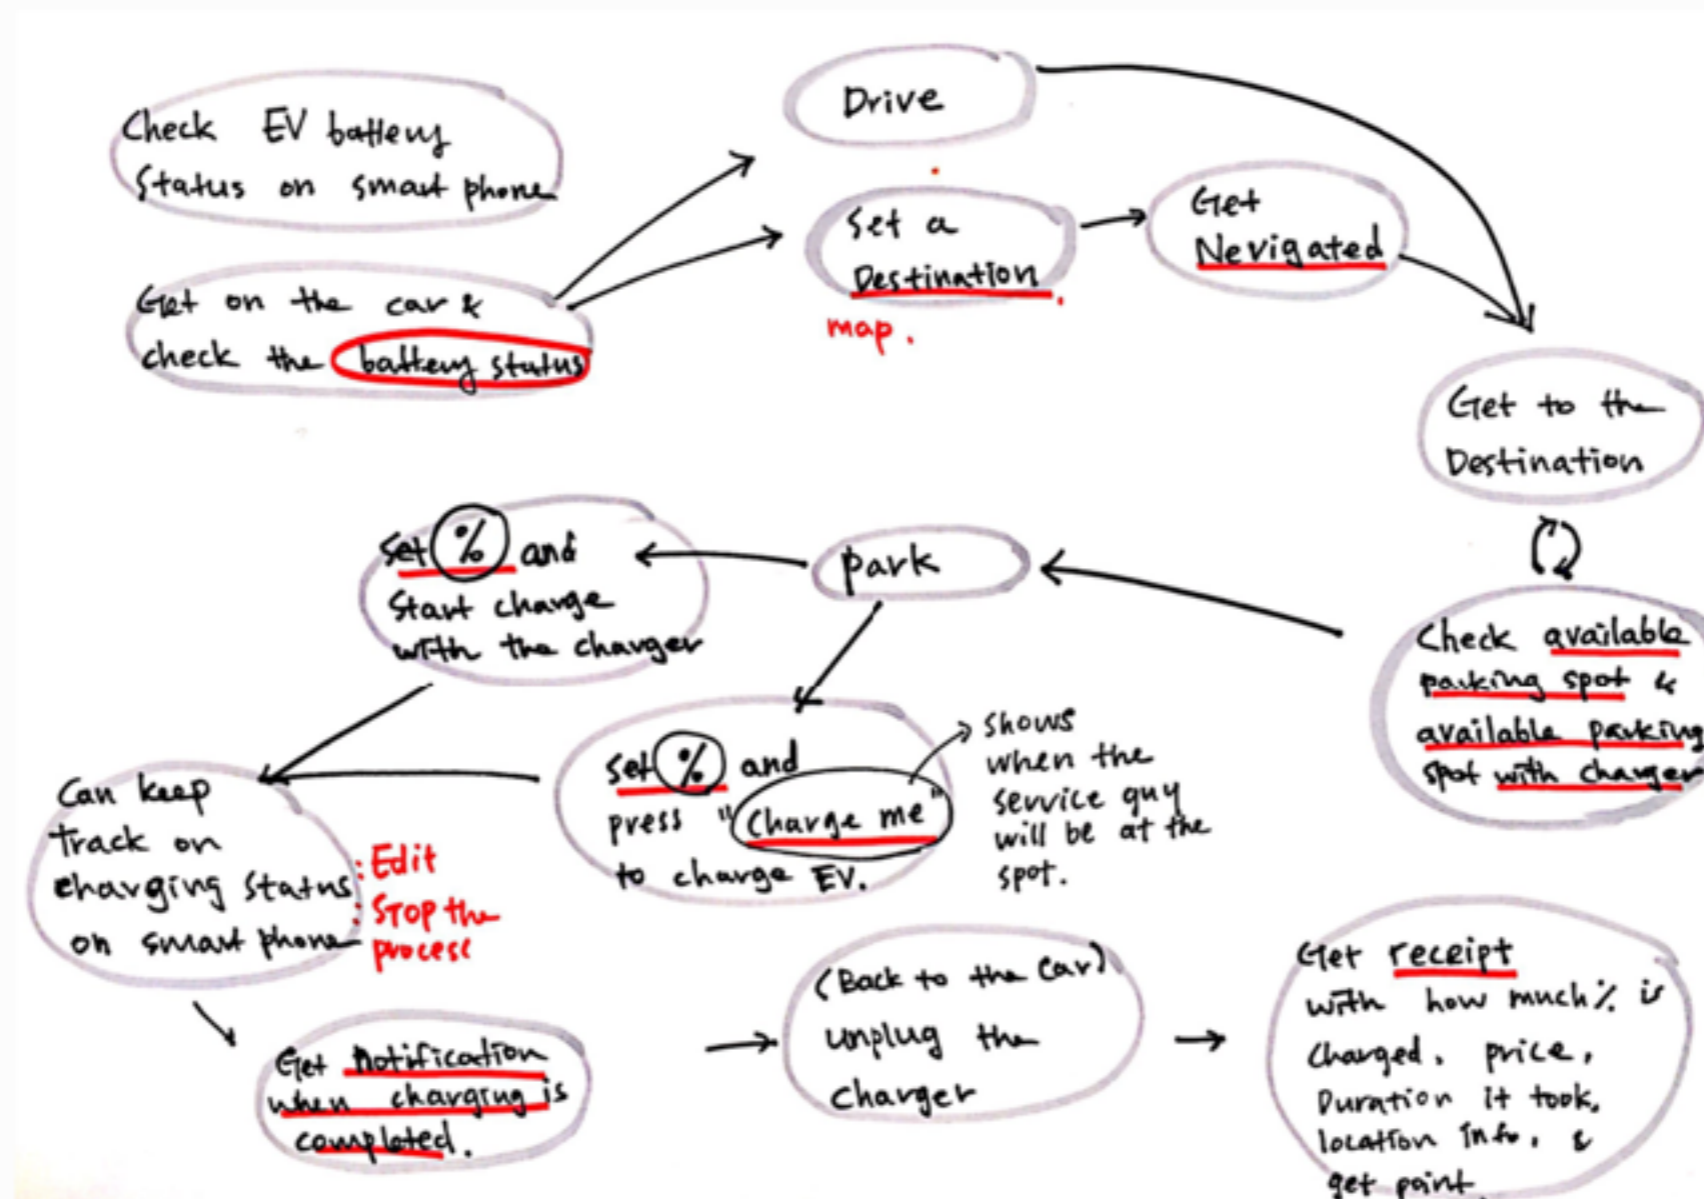 Check EV battery
Status on smart phone
Get on the car &
check the battery status
Drive
Set a
Destination.
map.
Get
Nevigated
Get to the
Destination
Check available
parking spot &
available parking
spot with charger
park
Set % and
Start charge
with the charger
Set % and
press "Charge me"
to charge EV.
shows
when the
service guy
will be at the
spot.
Can keep
Track on
charging status
on smart phone
: Edit
: STOP the
process
Get Notification
when charging is
completed.
(Back to the Car)
unplug the
Charger
Get receipt
with how much % is
Charged. price.
Duration it took.
location info. &
get point